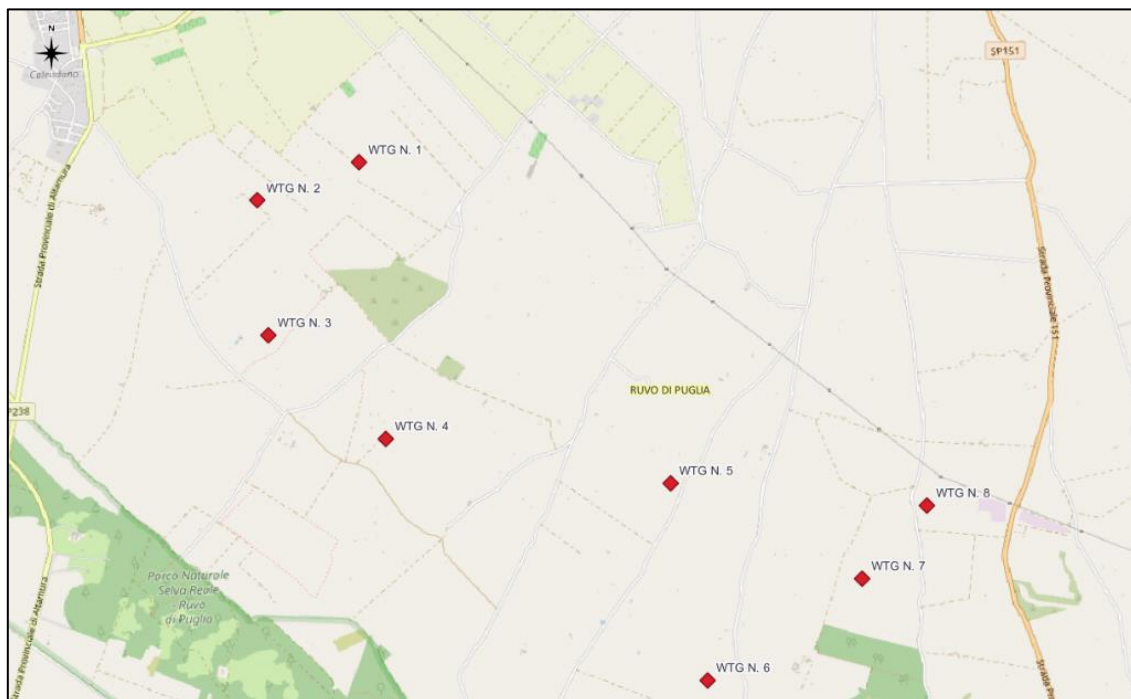 N
Calendano
SP151
WTG N. 1
WTG N. 2
Strada Provinciale di Altamura
Strada Provinciale 151
WTG N. 3
RUVO DI PUGLIA
P238
WTG N. 4
WTG N. 5
WTG N. 8
Parco Naturale
Selva Reale
- Ruvo
di Puglia
WTG N. 7
Strada Provinciale di Altamura
WTG N. 6
Strada